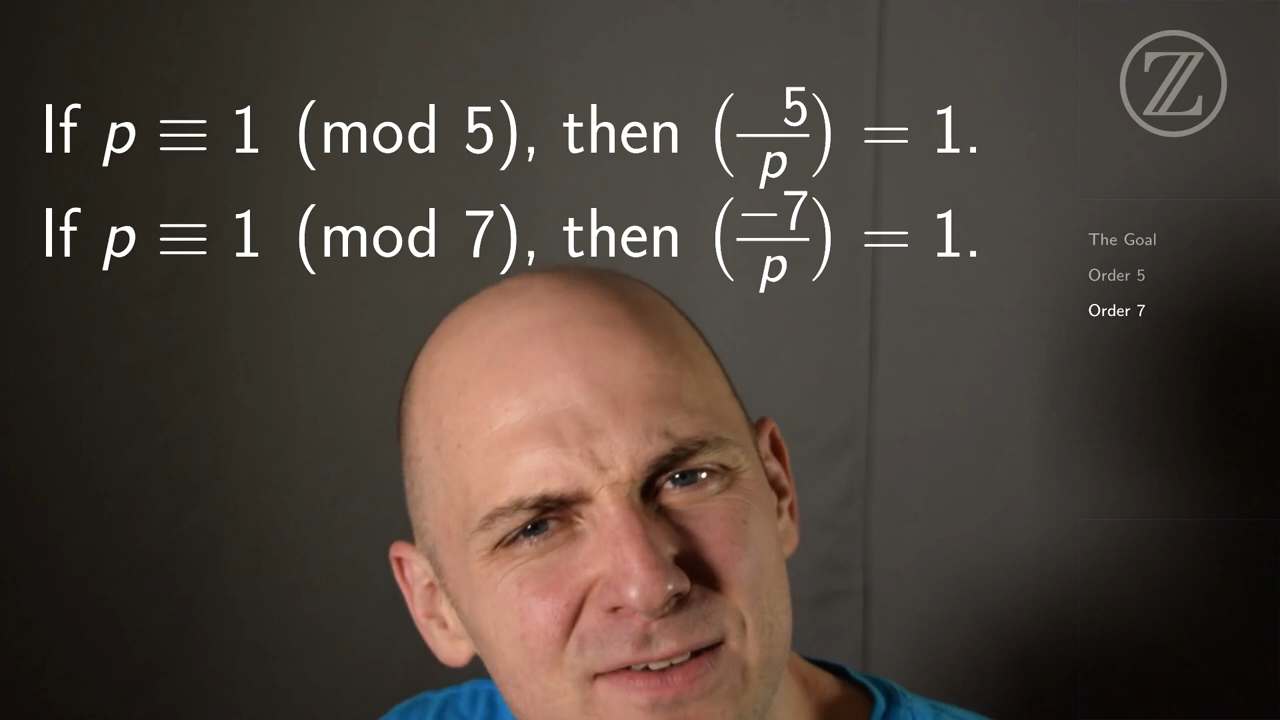 If p ≡ 1 (mod 5), then (5/p) = 1.
If p ≡ 1 (mod 7), then (−7/p) = 1.
ℤ
The Goal
Order 5
Order 7